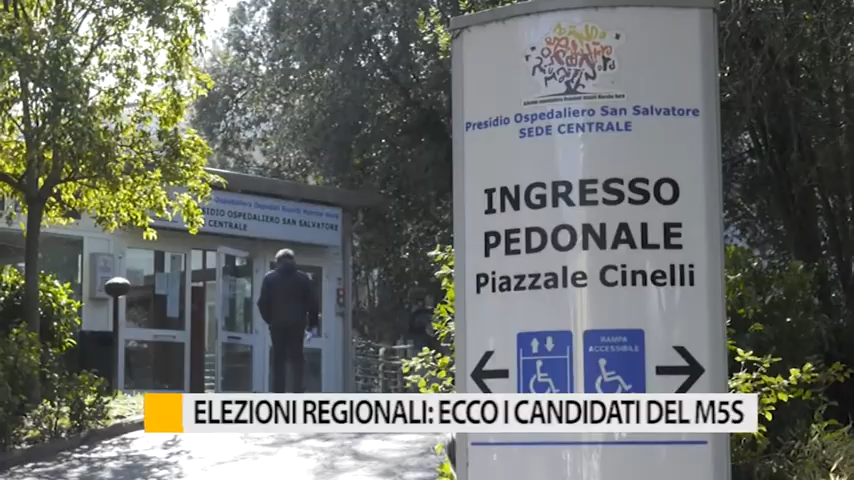 Presidio Ospedaliero San Salvatore
SEDE CENTRALE
INGRESSO
PEDONALE
Piazzale Cinelli
RAMPA
ACCESSIBILE
PRESIDIO OSPEDALIERO SAN SALVATORE
CENTRALE
ELEZIONI REGIONALI: ECCO I CANDIDATI DEL M5S